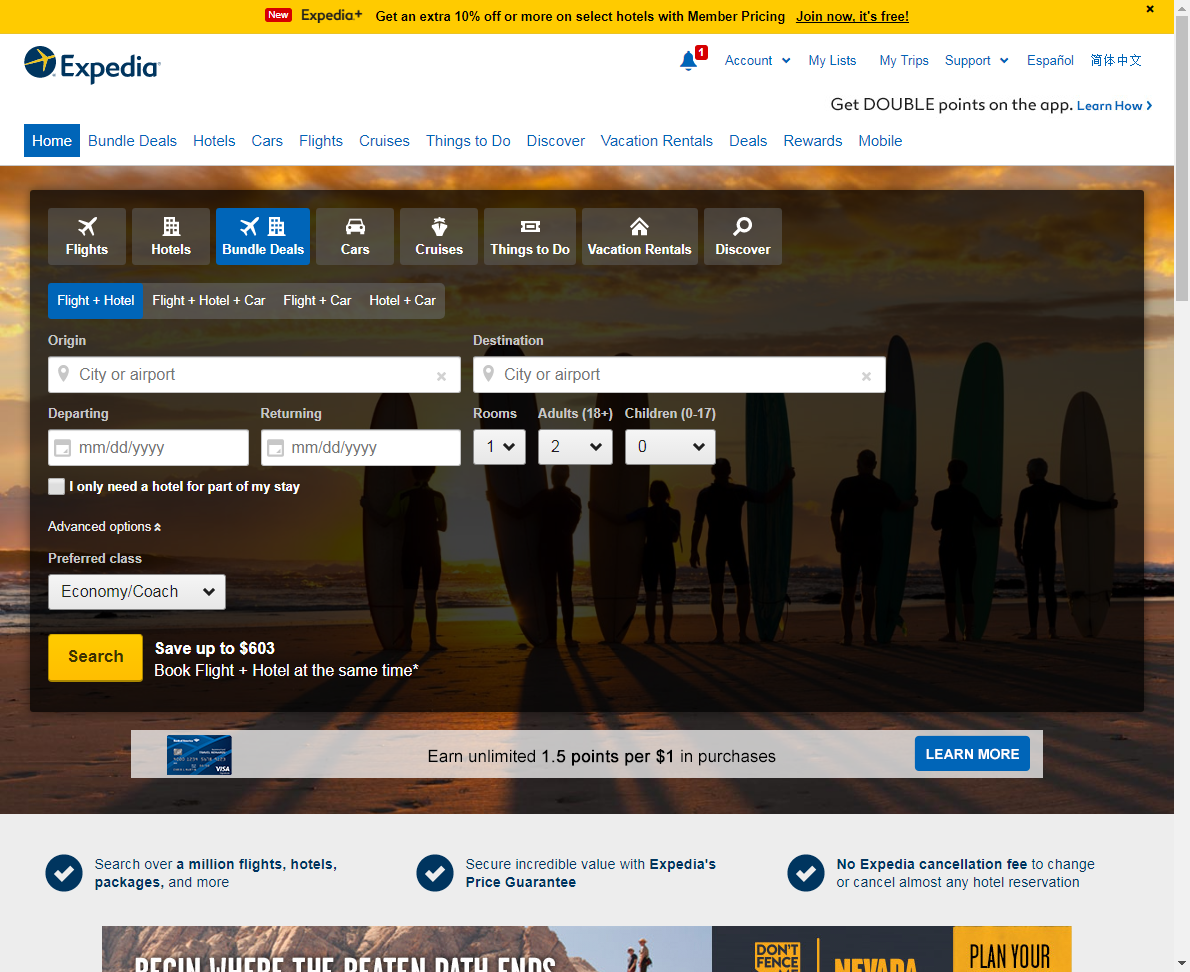 New Expedia+ Get an extra 10% off or more on select hotels with Member Pricing Join now, it's free!
Expedia
1 Account My Lists My Trips Support Español 简体中文
Get DOUBLE points on the app. Learn How
Home Bundle Deals Hotels Cars Flights Cruises Things to Do Discover Vacation Rentals Deals Rewards Mobile
Flights Hotels Bundle Deals Cars Cruises Things to Do Vacation Rentals Discover
Flight + Hotel Flight + Hotel + Car Flight + Car Hotel + Car
Origin Destination
City or airport City or airport
Departing Returning Rooms Adults (18+) Children (0-17)
mm/dd/yyyy mm/dd/yyyy 1 2 0
I only need a hotel for part of my stay
Advanced options
Preferred class
Economy/Coach
Search
Save up to $603
Book Flight + Hotel at the same time*
VISA
Earn unlimited 1.5 points per $1 in purchases
LEARN MORE
Search over a million flights, hotels,
packages, and more
Secure incredible value with Expedia's
Price Guarantee
No Expedia cancellation fee to change
or cancel almost any hotel reservation
BEGIN WHERE THE BEATEN PATH ENDS
DON'T
FENCE
ME
NEVADA
PLAN YOUR